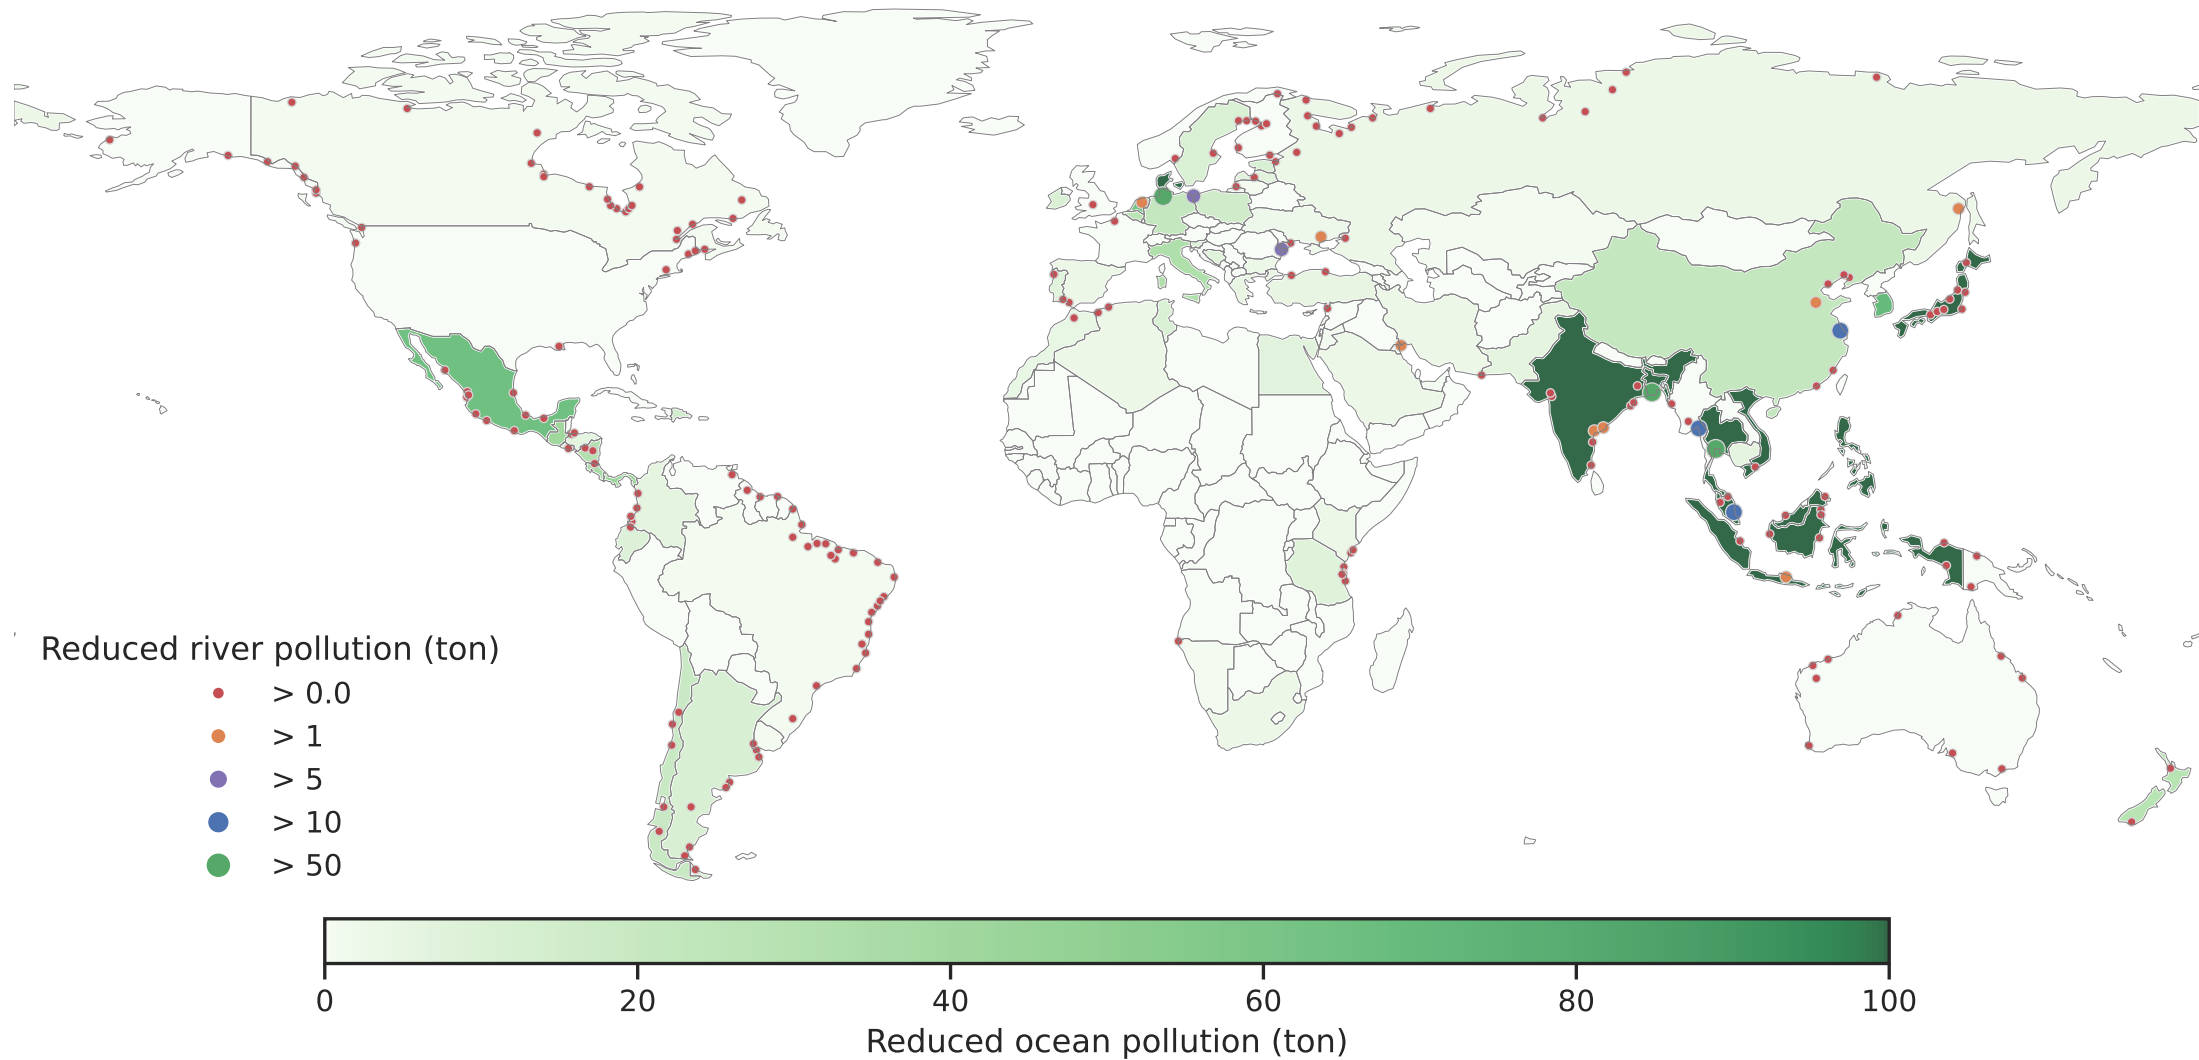 Reduced river pollution (ton)
> 0.0
> 1
> 5
> 10
> 50
0 20 40 60 80 100
Reduced ocean pollution (ton)